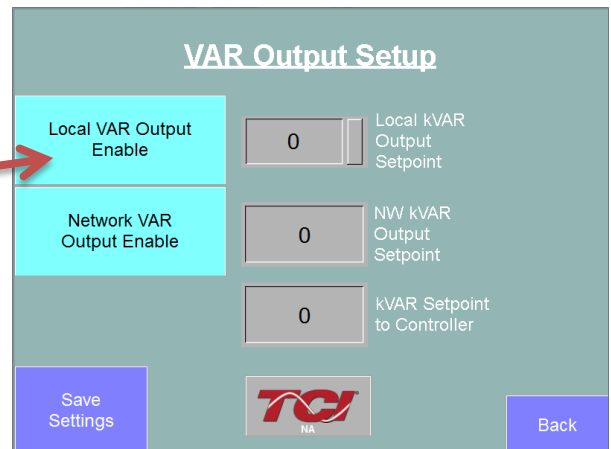 VAR Output Setup
Local VAR Output
Enable
0
Local kVAR
Output
Setpoint
Network VAR
Output Enable
0
NW kVAR
Output
Setpoint
0
kVAR Setpoint
to Controller
Save
Settings
TCI
NA
Back